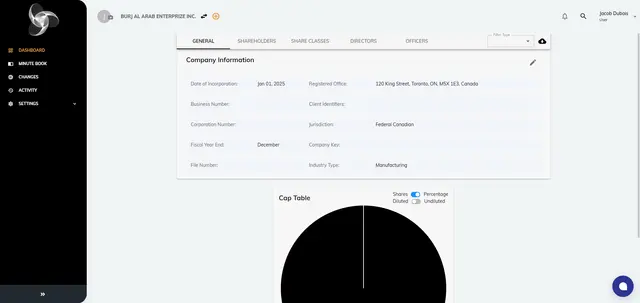 BURJ AL ARAB ENTERPRIZE INC.
Jacob Dubou
User
DASHBOARD
MINUTE BOOK
CHANGES
ACTIVITY
SETTINGS
GENERAL
SHAREHOLDERS
SHARE CLASSES
DIRECTORS
OFFICERS
Company Information
Date of Incorporation: Jan 01, 2025 Registered Office: 120 King Street, Toronto, ON, M5X 1E3, Canada
Business Number: Client Identifiers:
Corporation Number: Jurisdiction: Federal Canadian
Fiscal Year End: December Company Key:
File Number: Industry Type: Manufacturing
Cap Table
Shares Percentage
Diluted Undiluted